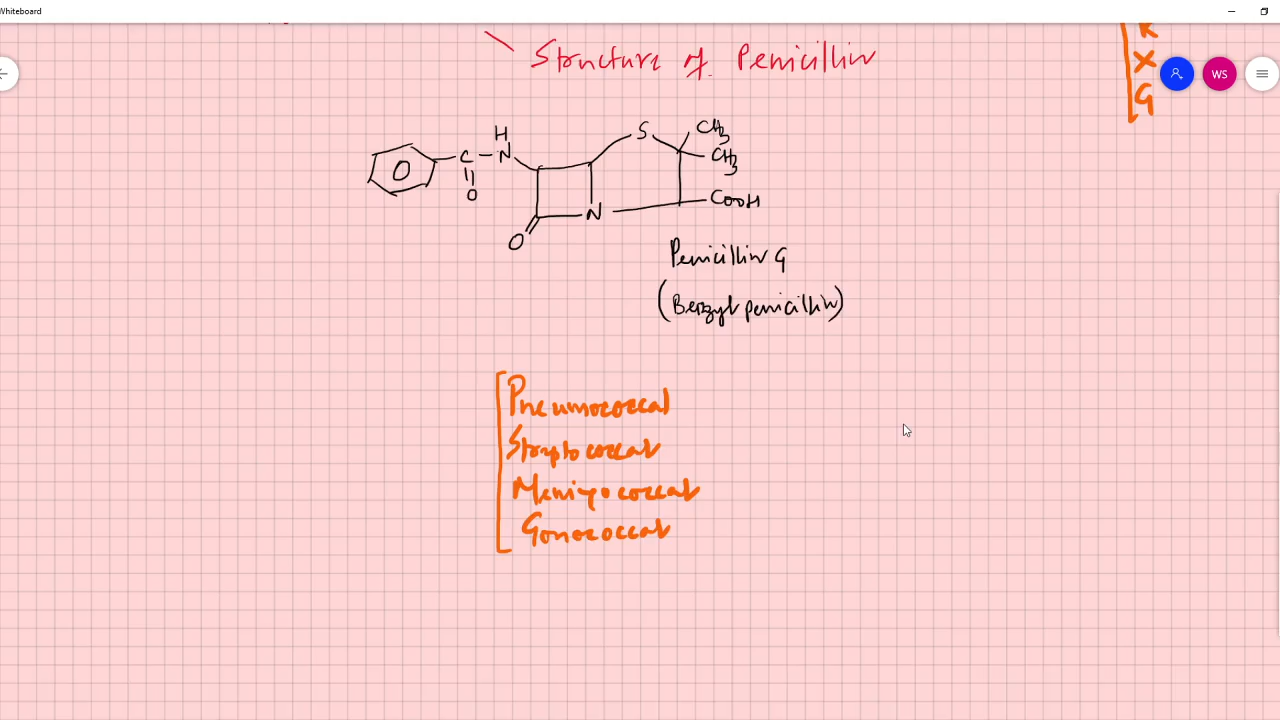 Whiteboard
Structure of Penicillin
X
G
WS
H
N
C
O
S
CH3
CH3
COOH
N
O
Penicillin G
(Benzyl penicillin)
Pneumococcal
Streptococcal
Meningococcal
Gonococcal